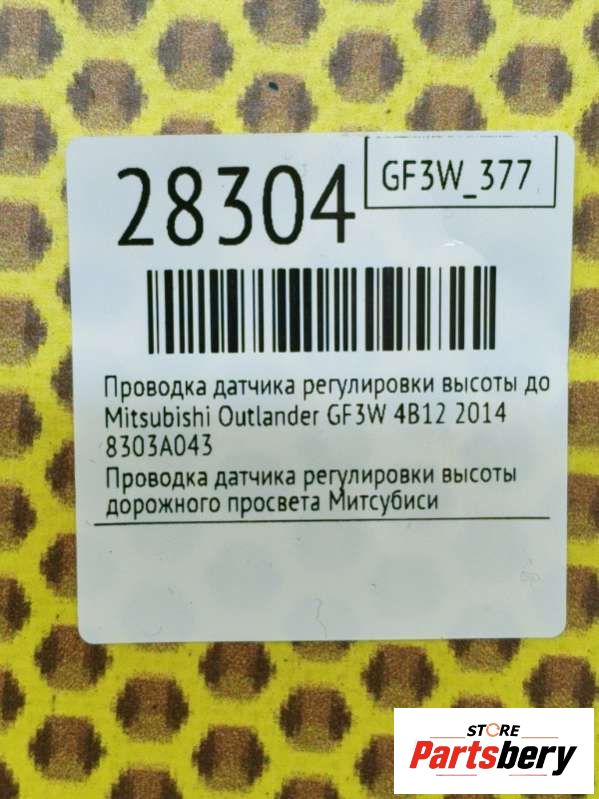 28304
GF3W_377
Проводка датчика регулировки высоты до
Mitsubishi Outlander GF3W 4B12 2014
8303A043
Проводка датчика регулировки высоты
дорожного просвета Митсубиси
STORE
Partsbery